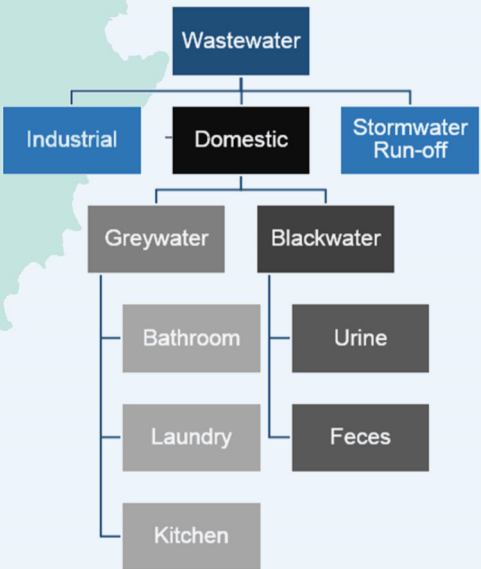 Wastewater
Industrial
Domestic
Stormwater
Run-off
Greywater
Blackwater
Bathroom
Urine
Laundry
Feces
Kitchen